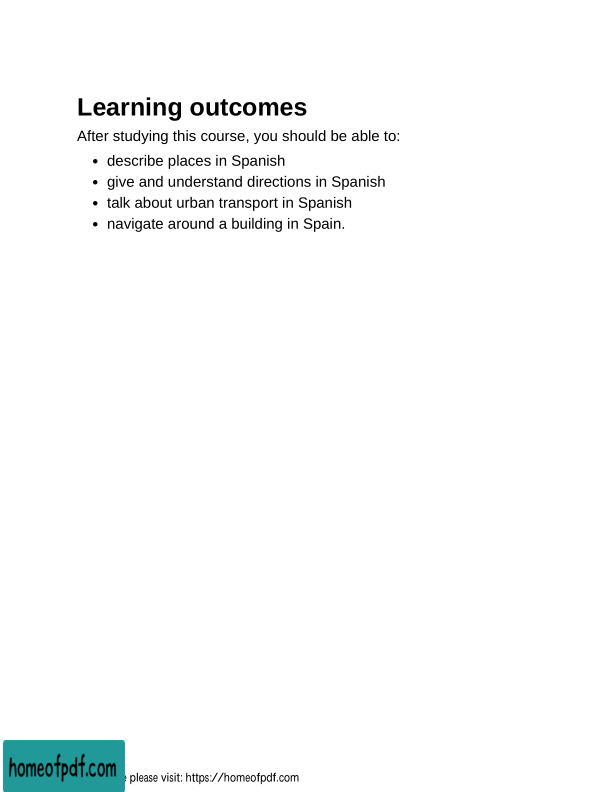 Learning outcomes
After studying this course, you should be able to:
• describe places in Spanish
• give and understand directions in Spanish
• talk about urban transport in Spanish
• navigate around a building in Spain.
homeofpdf.com
please visit: https://homeofpdf.com